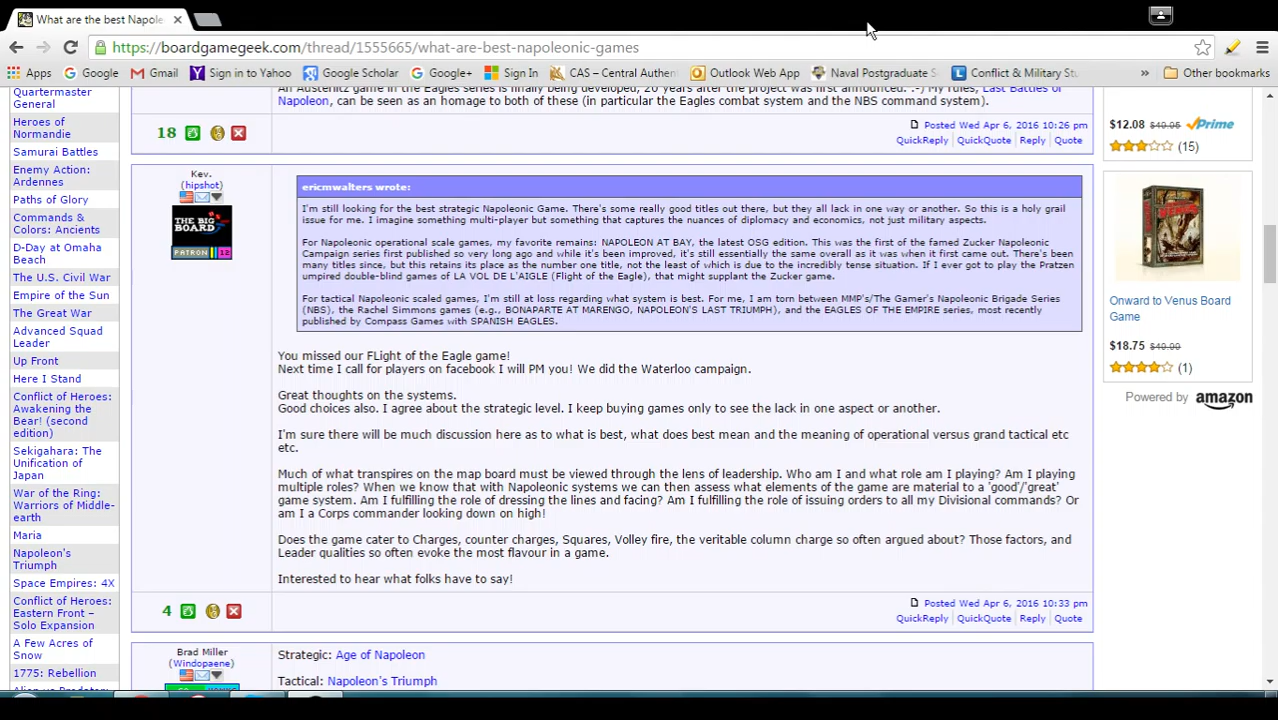 What are the best Napole
https://boardgamegeek.com/thread/1555665/what-are-best-napoleonic-games
Apps
Google
Gmail
Sign in to Yahoo
Google Scholar
Google+
Sign In
CAS – Central Authen
Outlook Web App
Naval Postgraduate S
Conflict & Military Stu
»
Other bookmarks
Quartermaster
General
Heroes of
Normandie
Samurai Battles
Enemy Action:
Ardennes
Paths of Glory
Commands &
Colors: Ancients
D-Day at Omaha
Beach
The U.S. Civil War
Empire of the Sun
The Great War
Advanced Squad
Leader
Up Front
Here I Stand
Conflict of Heroes:
Awakening the
Bear! (second
edition)
Sekigahara: The
Unification of
Japan
War of the Ring:
Warriors of Middle-
earth
Maria
Napoleon's
Triumph
Space Empires: 4X
Conflict of Heroes:
Eastern Front –
Solo Expansion
A Few Acres of
Snow
1775: Rebellion
Alien vs Predator:
An Austerlitz game in the Eagles series is finally being developed, 20 years after the project was first announced. :-) My rules, Last Battles of
Napoleon, can be seen as an homage to both of these (in particular the Eagles combat system and the NBS command system).
18
Posted Wed Apr 6, 2016 10:26 pm
QuickReply QuickQuote Reply Quote
Kev.
(hipshot)
THE BIG
BOARD
PATRON 12
ericmwalters wrote:
I'm still looking for the best strategic Napoleonic Game. There's some really good titles out there, but they all lack in one way or another. So this is a holy grail
issue for me. I imagine something multi-player but something that captures the nuances of diplomacy and economics, not just military aspects.
For Napoleonic operational scale games, my favorite remains: NAPOLEON AT BAY, the latest OSG edition. This was the first of the famed Zucker Napoleonic
Campaign series first published so very long ago and while it's been improved, it's still essentially the same overall as it was when it first came out. There's been
many titles since, but this retains its place as the number one title, not the least of which is due to the incredibly tense situation. If I ever got to play the Pratzen
umpired double-blind games of LA VOL DE L'AIGLE (Flight of the Eagle), that might supplant the Zucker game.
For tactical Napoleonic scaled games, I'm still at loss regarding what system is best. For me, I am torn between MMP's/The Gamer's Napoleonic Brigade Series
(NBS), the Rachel Simmons games (e.g., BONAPARTE AT MARENGO, NAPOLEON'S LAST TRIUMPH), and the EAGLES OF THE EMPIRE series, most recently
published by Compass Games with SPANISH EAGLES.
You missed our FLight of the Eagle game!
Next time I call for players on facebook I will PM you! We did the Waterloo campaign.
Great thoughts on the systems.
Good choices also. I agree about the strategic level. I keep buying games only to see the lack in one aspect or another.
I'm sure there will be much discussion here as to what is best, what does best mean and the meaning of operational versus grand tactical etc
etc.
Much of what transpires on the map board must be viewed through the lens of leadership. Who am I and what role am I playing? Am I playing
multiple roles? When we know that with Napoleonic systems we can then assess what elements of the game are material to a 'good'/'great'
game system. Am I fulfilling the role of dressing the lines and facing? Am I fulfilling the role of issuing orders to all my Divisional commands? Or
am I a Corps commander looking down on high!
Does the game cater to Charges, counter charges, Squares, Volley fire, the veritable column charge so often argued about? Those factors, and
Leader qualities so often evoke the most flavour in a game.
Interested to hear what folks have to say!
4
Posted Wed Apr 6, 2016 10:33 pm
QuickReply QuickQuote Reply Quote
Brad Miller
(Windopaene)
Strategic: Age of Napoleon
Tactical: Napoleon's Triumph
$12.08 $49.95 Prime
(15)
Onward to Venus Board
Game
$18.75 $49.99
(1)
Powered by amazon